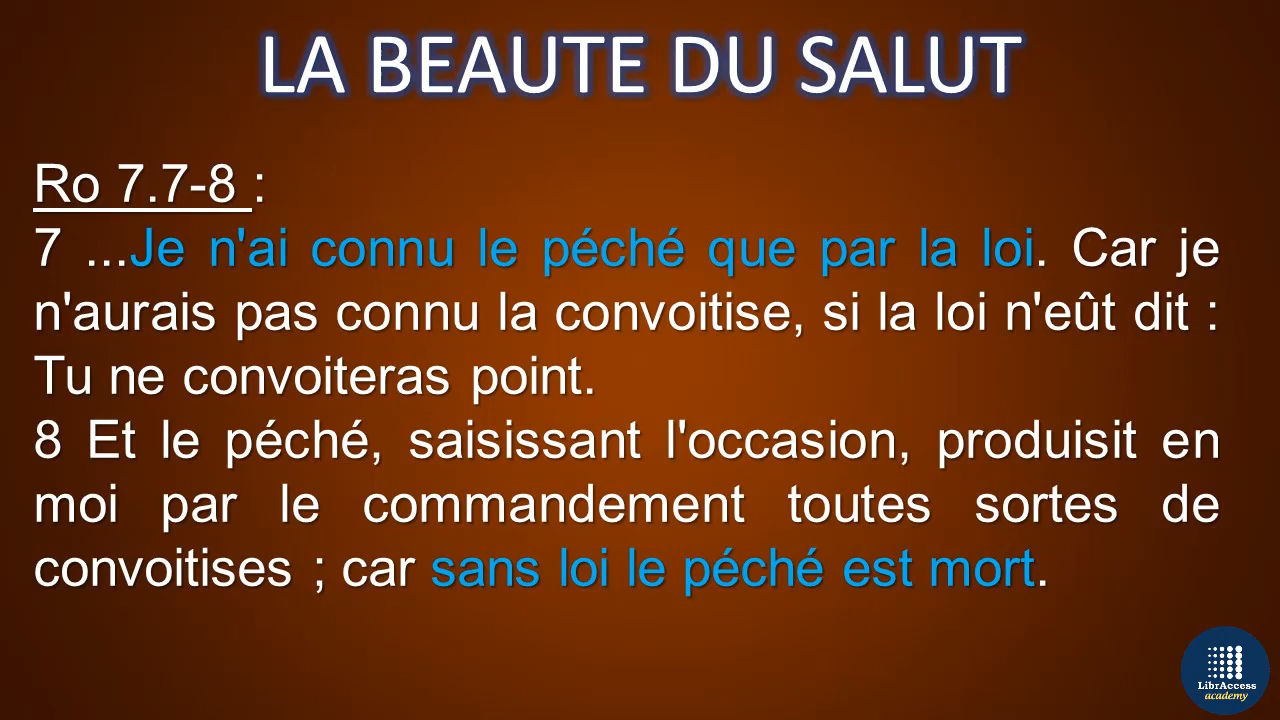 LA BEAUTE DU SALUT
Ro 7.7-8 :
7 ...Je n'ai connu le péché que par la loi. Car je
n'aurais pas connu la convoitise, si la loi n'eût dit :
Tu ne convoiteras point.
8 Et le péché, saisissant l'occasion, produisit en
moi par le commandement toutes sortes de
convoitises ; car sans loi le péché est mort.
LibrAccess
academy